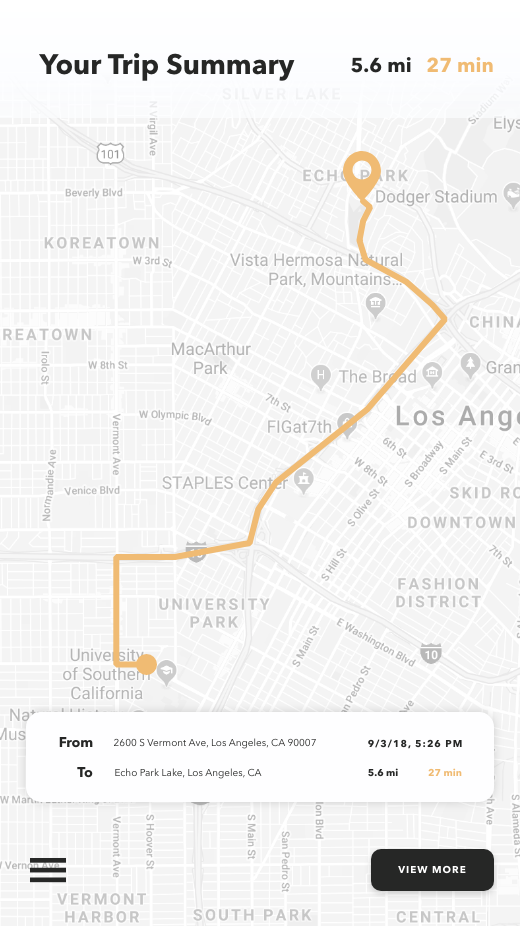 Your Trip Summary 5.6 mi 27 min
SILVER LAKE
N Virgil Ave
101
Elys
ECHO PARK
Beverly Blvd
Dodger Stadium
KOREATOWN
W 3rd St
Vista Hermosa Natural
Park, Mountains...
REATOWN
CHINA
MacArthur
Park
Irolo St
W 8th St
H
The Broad
Gran
7th St
W Olympic Blvd
Vermont Ave
FIGat7th
Los Ange
6th St
S Broadway
S Main St
E 3rd St
W 8th St
Normandie Ave
Venice Blvd
STAPLES Center
S Olive St
SKID RO
DOWNTOWN
7th St
S Hill St
FASHION
DISTRICT
UNIVERSITY
PARK
E Washington Blvd
S Main St
10
University
of Southern
California
an Pedro St
From 2600 S Vermont Ave, Los Angeles, CA 90007 9/3/18, 5:26 PM
To Echo Park Lake, Los Angeles, CA 5.6 mi 27 min
Vermont Ave
S Hoover St
S Main St
San Pedro St
on Blvd
S Alameda St
W Vernon Ave
VIEW MORE
VERMONT
HARBOR
SOUTH PARK
CENTRAL